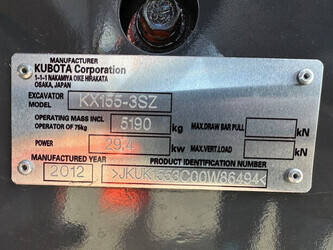 MANUFACTURER
KUBOTA Corporation
1-1-1 NAKAMIYA OIKE HIRAKATA
OSAKA, JAPAN
EXCAVATOR MODEL KX155-3SZ
OPERATING MASS INCL. OPERATOR OF 75kg 5190 kg MAX.DRAW BAR PULL kN
POWER 29.4 kw MAX.VERT.LOAD kN
MANUFACTURED YEAR PRODUCT IDENTIFICATION NUMBER
2012 >JKUK1553C00W86494<